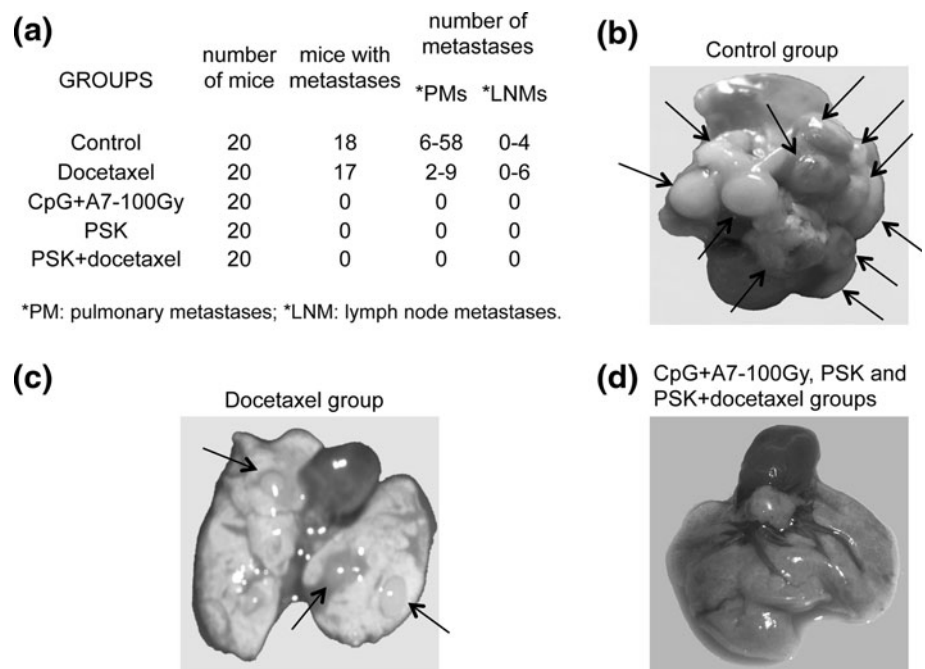 (a)
GROUPS number of mice mice with metastases number of metastases
*PMs *LNMs
Control 20 18 6-58 0-4
Docetaxel 20 17 2-9 0-6
CpG+A7-100Gy 20 0 0 0
PSK 20 0 0 0
PSK+docetaxel 20 0 0 0
*PM: pulmonary metastases; *LNM: lymph node metastases.
(b)
Control group
(c)
Docetaxel group
(d) CpG+A7-100Gy, PSK and
PSK+docetaxel groups